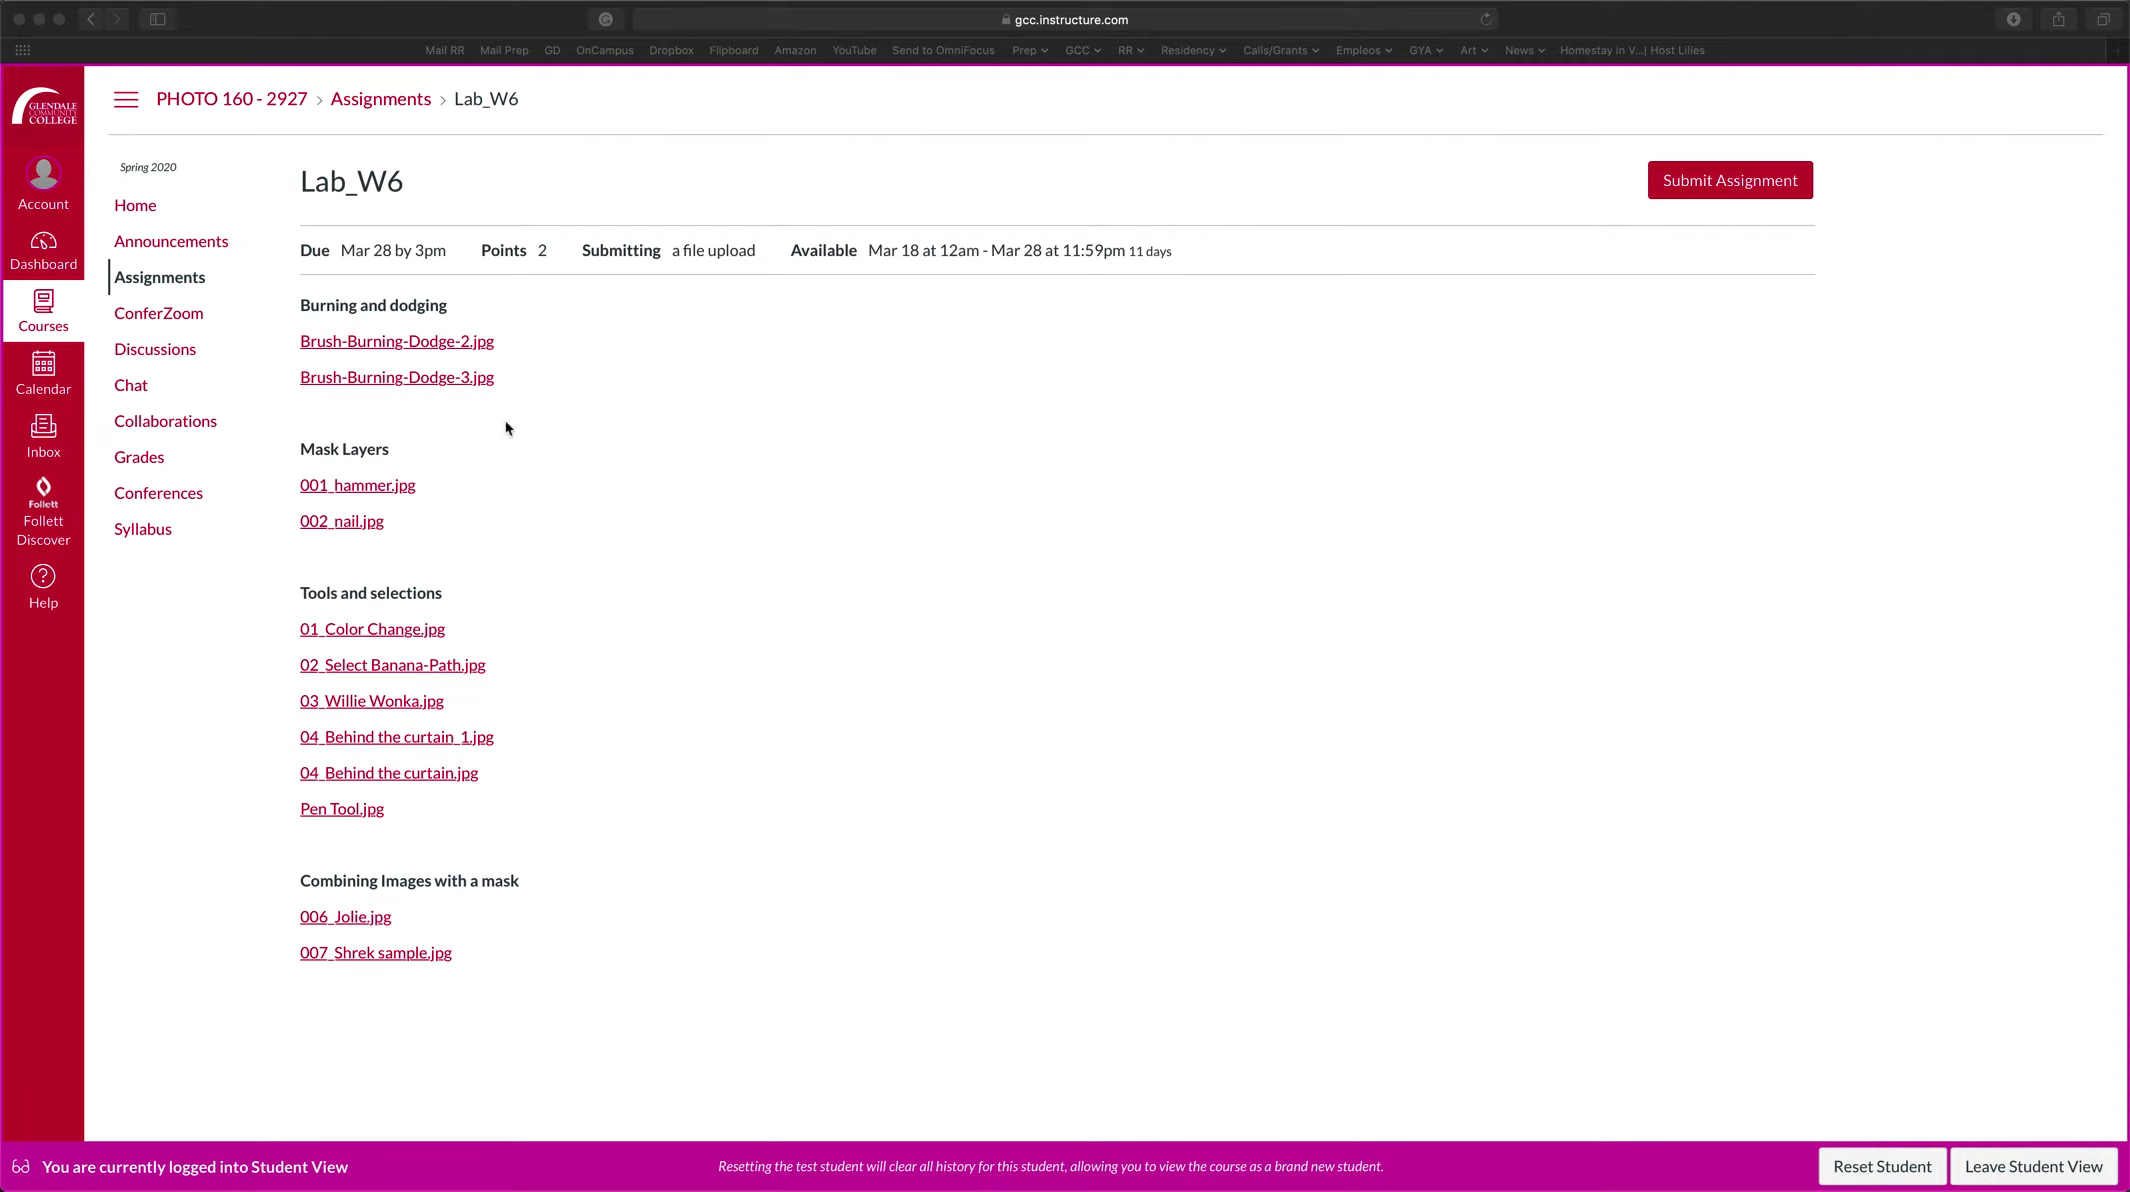 gcc.instructure.com
Mail RR Mail Prep GD OnCampus Dropbox Flipboard Amazon YouTube Send to OmniFocus Prep GCC RR Residency Calls/Grants Empleos GYA Art News Homestay in V...| Host Lilies
GLENDALE
COMMUNITY
COLLEGE
PHOTO 160 - 2927 › Assignments › Lab_W6
Account
Dashboard
Courses
Calendar
Inbox
Follett
Follett
Discover
Help
Spring 2020
Home
Announcements
Assignments
ConferZoom
Discussions
Chat
Collaborations
Grades
Conferences
Syllabus
Lab_W6
Submit Assignment
Due Mar 28 by 3pm Points 2 Submitting a file upload Available Mar 18 at 12am - Mar 28 at 11:59pm 11 days
Burning and dodging
Brush-Burning-Dodge-2.jpg
Brush-Burning-Dodge-3.jpg
Mask Layers
001_hammer.jpg
002_nail.jpg
Tools and selections
01_Color Change.jpg
02_Select Banana-Path.jpg
03_Willie Wonka.jpg
04_Behind the curtain_1.jpg
04_Behind the curtain.jpg
Pen Tool.jpg
Combining Images with a mask
006_Jolie.jpg
007_Shrek sample.jpg
You are currently logged into Student View
Resetting the test student will clear all history for this student, allowing you to view the course as a brand new student.
Reset Student
Leave Student View